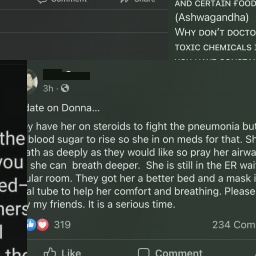 Comment
Share
AND CERTAIN FOOD
(Ashwagandha)
WHY DON'T DOCTO
TOXIC CHEMICALS
3h
date on Donna...
y have her on steroids to fight the pneumonia but
blood sugar to rise so she in on meds for that. Sh
ath as deeply as they would like so pray her airwa
she can breath deeper. She is still in the ER wai
ular room. They got her a better bed and a mask i
al tube to help her comfort and breathing. Please
my friends. It is a serious time.
319
234 Com
Like
Comment
the
you
ed-
hers
the